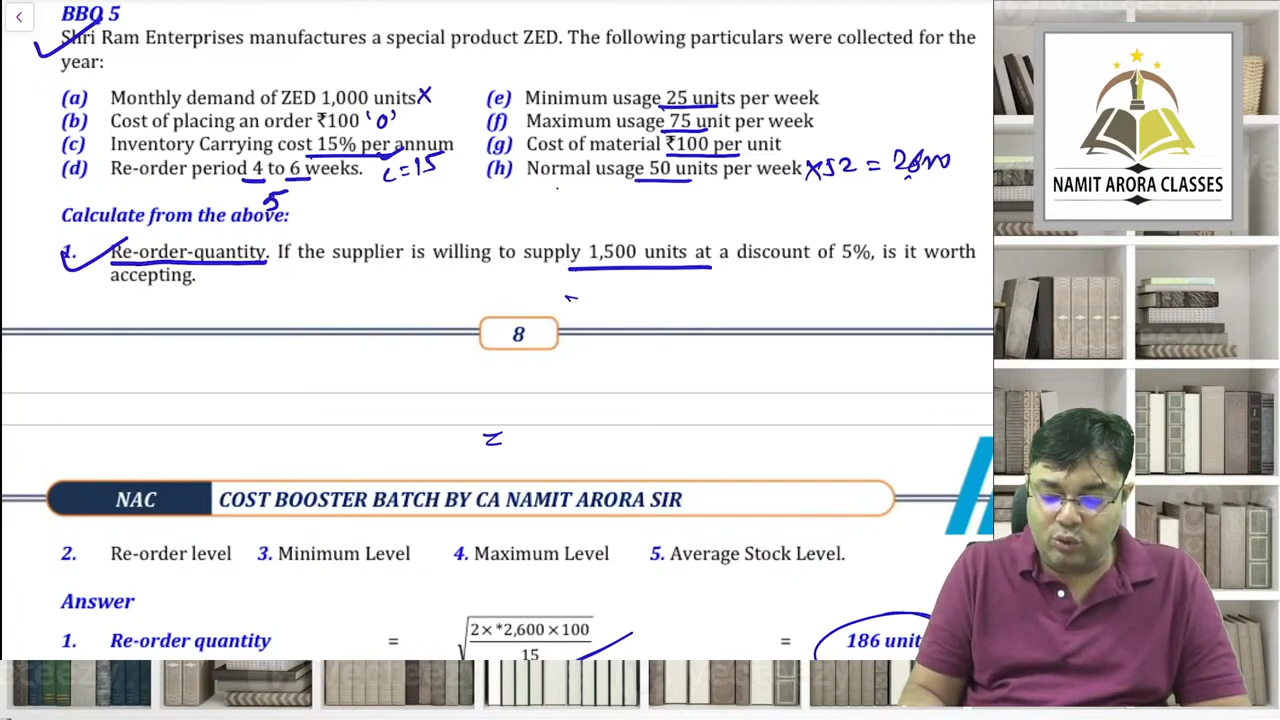 BBQ 5
Shri Ram Enterprises manufactures a special product ZED. The following particulars were collected for the
year:
(a) Monthly demand of ZED 1,000 units x
(b) Cost of placing an order ₹100 'O'
(c) Inventory Carrying cost 15% per annum
(d) Re-order period 4 to 6 weeks. C=15
5
(e) Minimum usage 25 units per week
(f) Maximum usage 75 unit per week
(g) Cost of material ₹100 per unit
(h) Normal usage 50 units per week x52 = 2600
Calculate from the above:
1. Re-order-quantity. If the supplier is willing to supply 1,500 units at a discount of 5%, is it worth
accepting.
8
NAC COST BOOSTER BATCH BY CA NAMIT ARORA SIR
2. Re-order level 3. Minimum Level 4. Maximum Level 5. Average Stock Level.
Answer
1. Re-order quantity = √ 2× *2,600 × 100 / 15 = 186 unit
NAMIT ARORA CLASSES